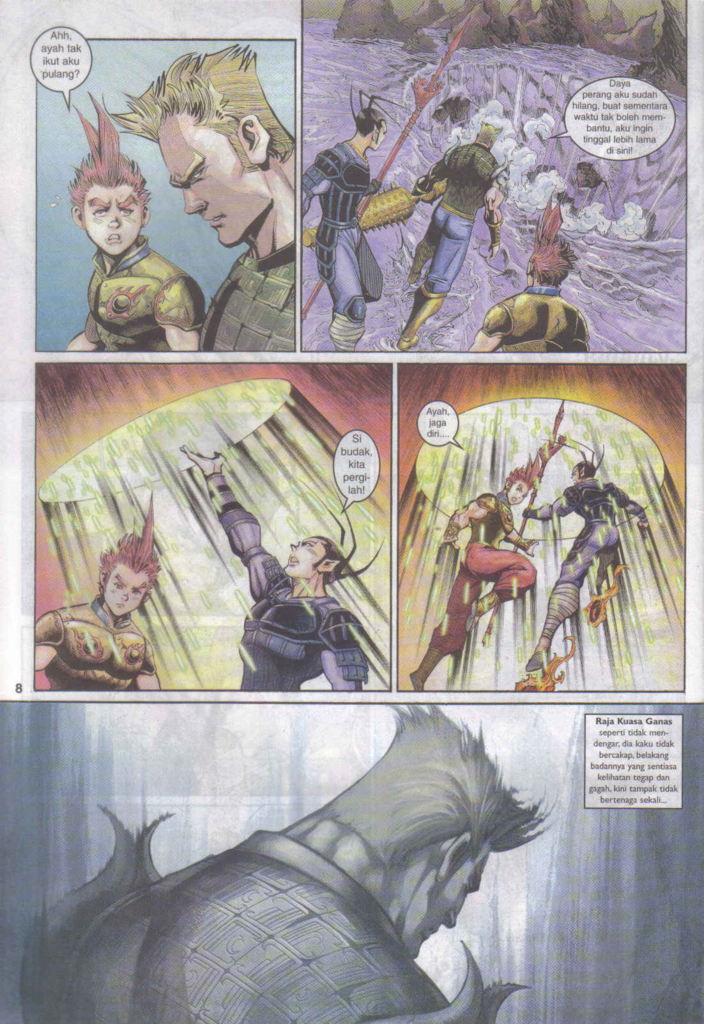 Ahh,
ayah tak
ikut aku
pulang?
Daya
perang aku sudah
hilang, buat sementara
waktu tak boleh mem-
bantu, aku ingin
tinggal lebih lama
di sini!
Si
budak,
kita
pergi-
lah!
Ayah,
jaga
diri....
8
Raja Kuasa Ganas
seperti tidak men-
dengar, dia kaku tidak
bercakap, belakang
badannya yang sentiasa
kelihatan tegap dan
gagah, kini tampak tidak
bertenaga sekali...